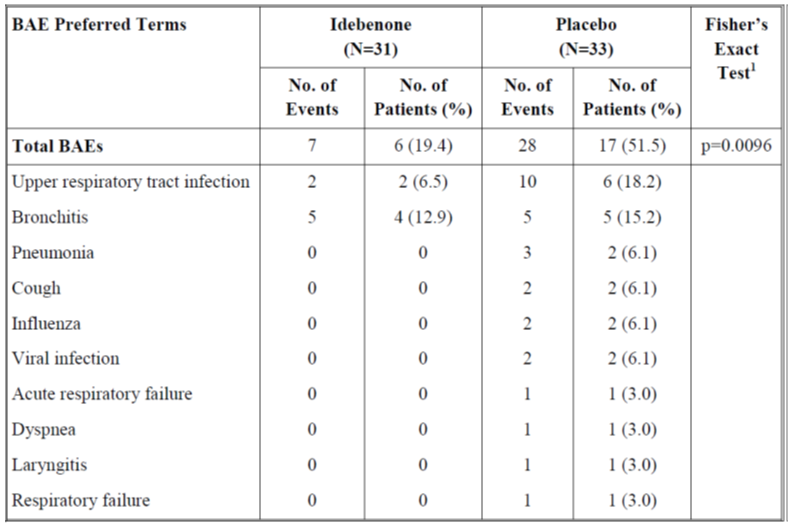 BAE Preferred Terms Idebenone (N=31) Placebo (N=33) Fisher's Exact Test¹
No. of Events No. of Patients (%) No. of Events No. of Patients (%)
Total BAEs 7 6 (19.4) 28 17 (51.5) p=0.0096
Upper respiratory tract infection 2 2 (6.5) 10 6 (18.2)
Bronchitis 5 4 (12.9) 5 5 (15.2)
Pneumonia 0 0 3 2 (6.1)
Cough 0 0 2 2 (6.1)
Influenza 0 0 2 2 (6.1)
Viral infection 0 0 2 2 (6.1)
Acute respiratory failure 0 0 1 1 (3.0)
Dyspnea 0 0 1 1 (3.0)
Laryngitis 0 0 1 1 (3.0)
Respiratory failure 0 0 1 1 (3.0)